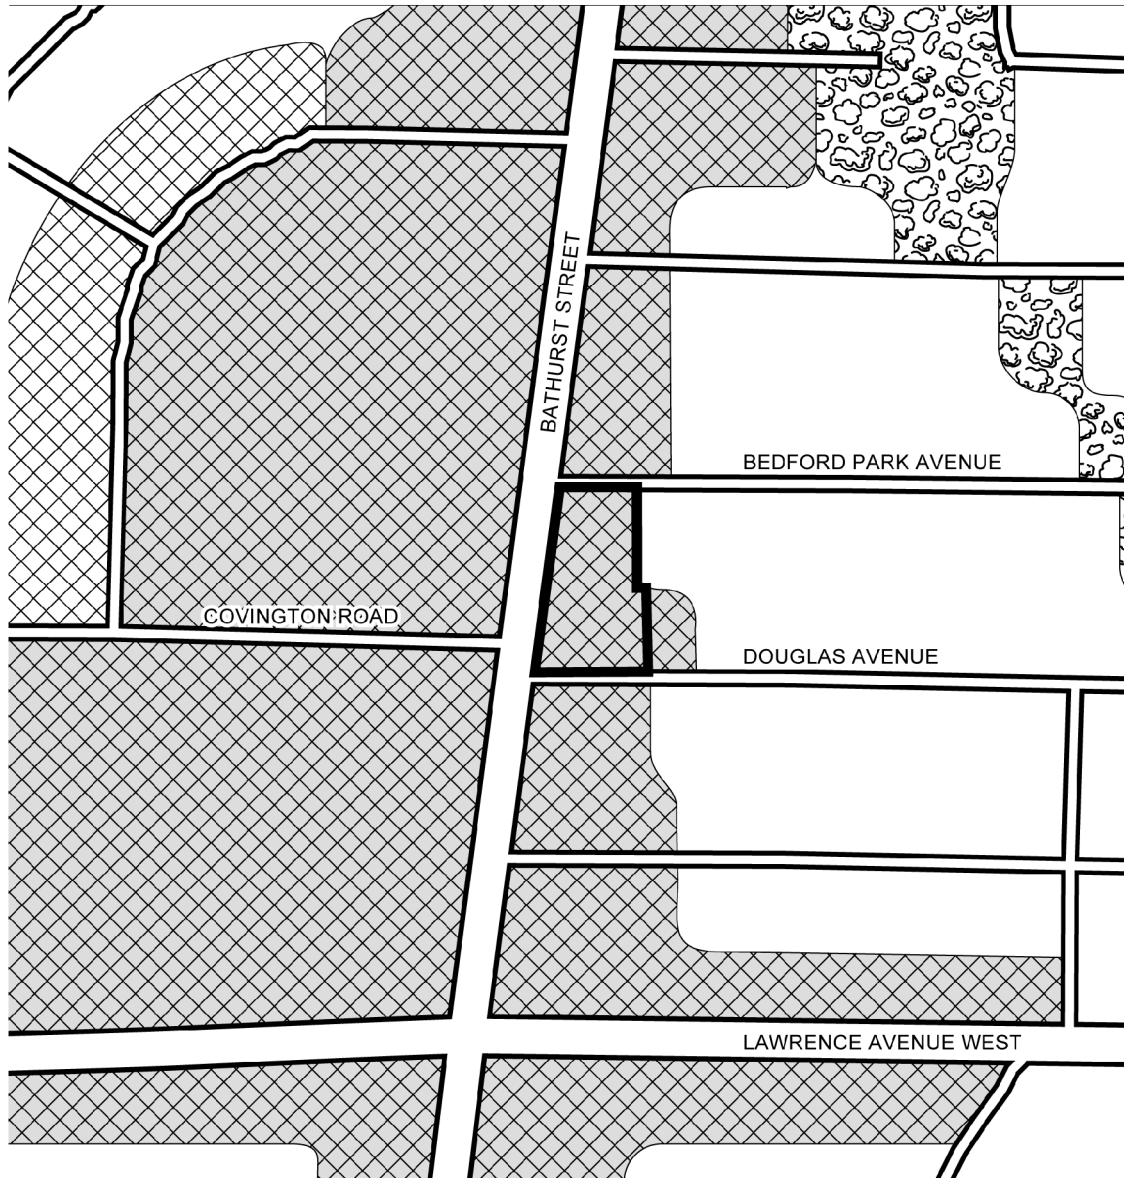 BATHURST STREET
BEDFORD PARK AVENUE
COVINGTON ROAD
DOUGLAS AVENUE
LAWRENCE AVENUE WEST